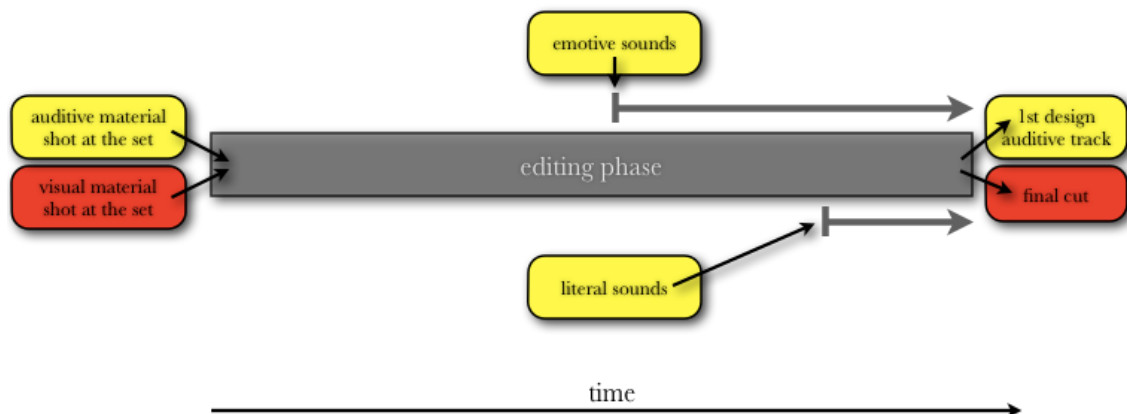 emotive sounds
auditive material
shot at the set
1st design
auditive track
editing phase
visual material
shot at the set
final cut
literal sounds
time